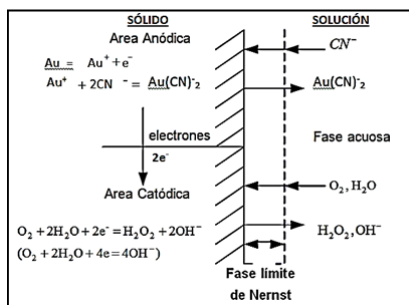 SÓLIDO
SOLUCIÓN
Area Anódica
CN⁻
Au = Au⁺ + e⁻
Au⁺ + 2CN ⁻ = Au(CN)⁻2
Au(CN)⁻2
electrones
Fase acuosa
2e⁻
O₂, H₂O
Area Catódica
O₂ + 2H₂O + 2e⁻ = H₂O₂ + 2OH⁻
H₂O₂, OH⁻
(O₂ + 2H₂O + 4e = 4OH⁻)
Fase límite
de Nernst